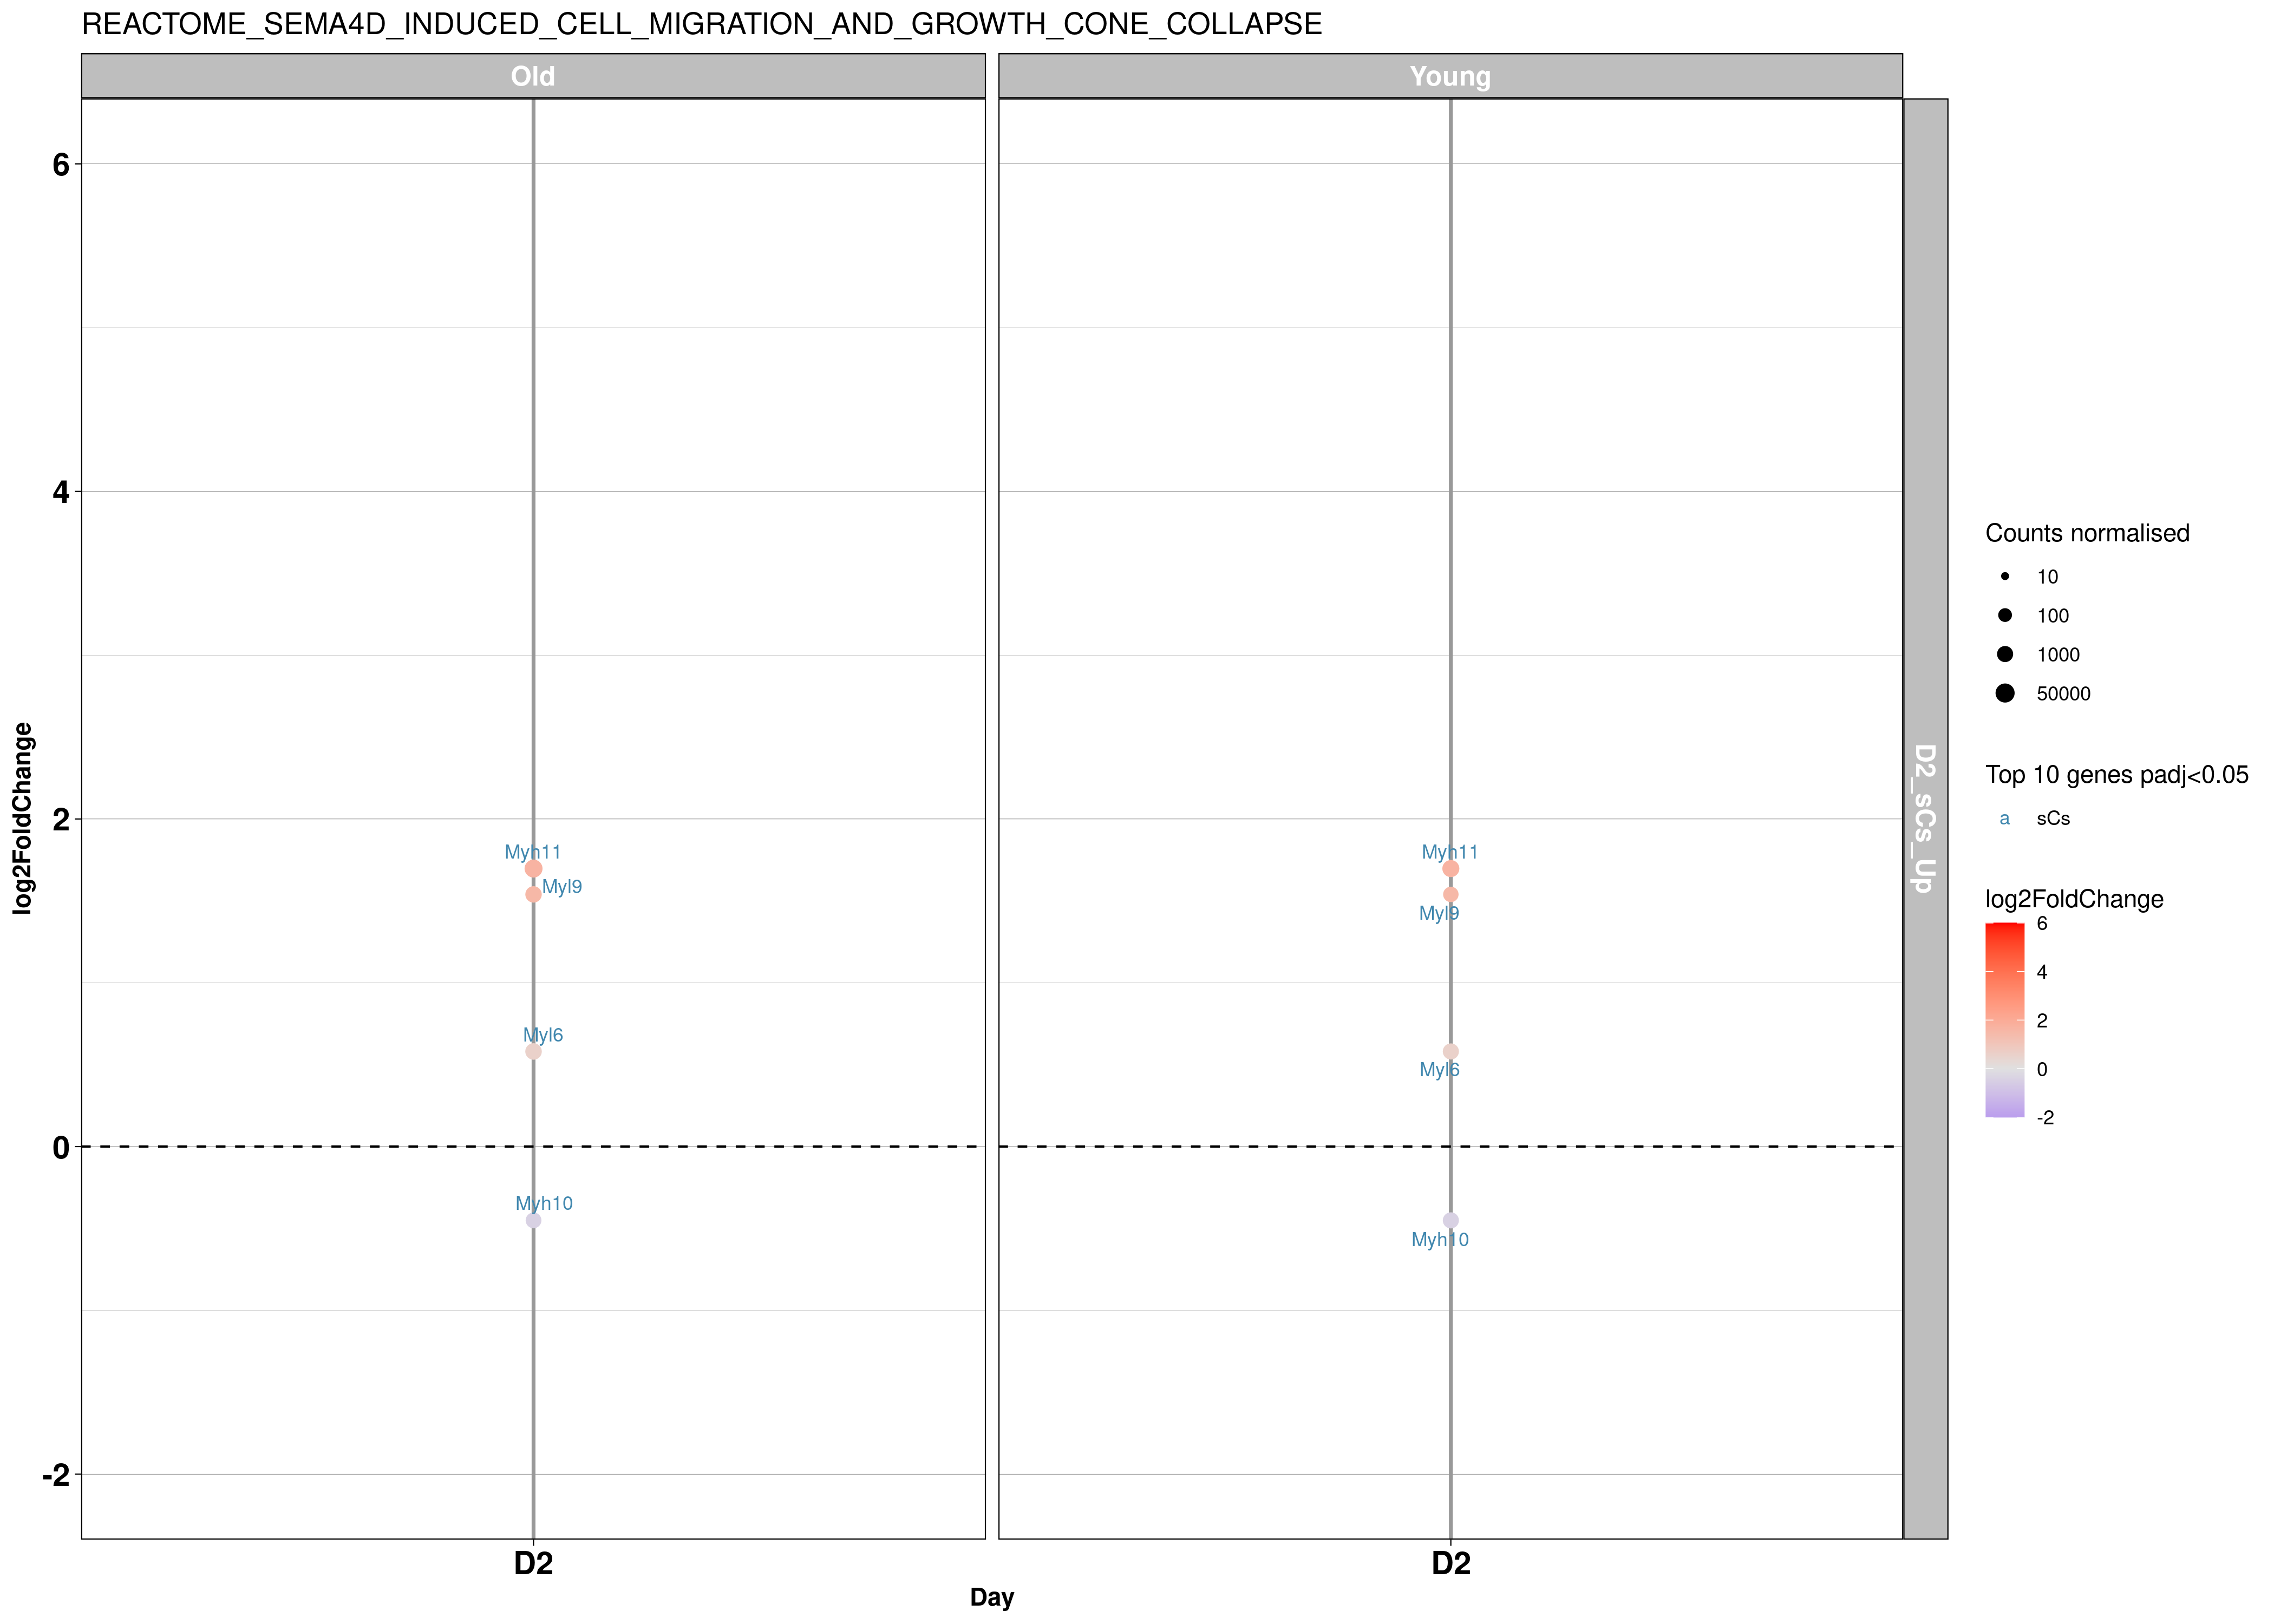 REACTOME_SEMA4D_INDUCED_CELL_MIGRATION_AND_GROWTH_CONE_COLLAPSE
Old
Young
6
4
2
0
-2
log2FoldChange
Myh11
Myl9
Myl6
Myh10
Myh11
Myl9
Myl6
Myh10
D2_sCs_Up
D2
D2
Day
Counts normalised
10
100
1000
50000
Top 10 genes padj<0.05
a sCs
log2FoldChange
6
4
2
0
-2